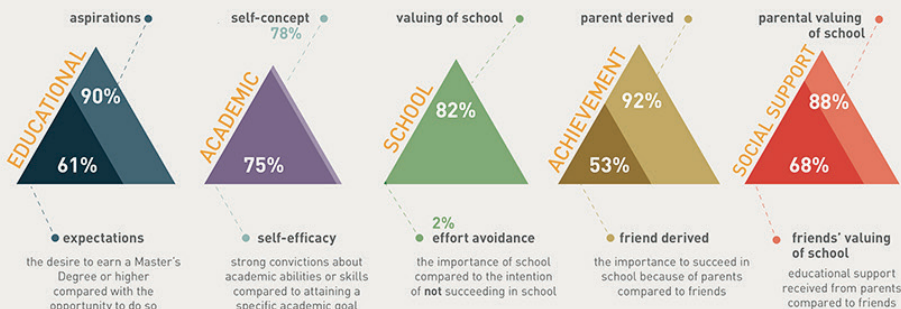 aspirations
EDUCATIONAL
90%
61%
expectations
the desire to earn a Master's
Degree or higher
compared with the
opportunity to do so
self-concept
78%
ACADEMIC
75%
self-efficacy
strong convictions about
academic abilities or skills
compared to attaining a
specific academic goal
valuing of school
SCHOOL
82%
2%
effort avoidance
the importance of school
compared to the intention
of not succeeding in school
parent derived
ACHIEVEMENT
92%
53%
friend derived
the importance to succeed in
school because of parents
compared to friends
parental valuing
of school
SOCIAL SUPPORT
88%
68%
friends' valuing
of school
educational support
received from parents
compared to friends